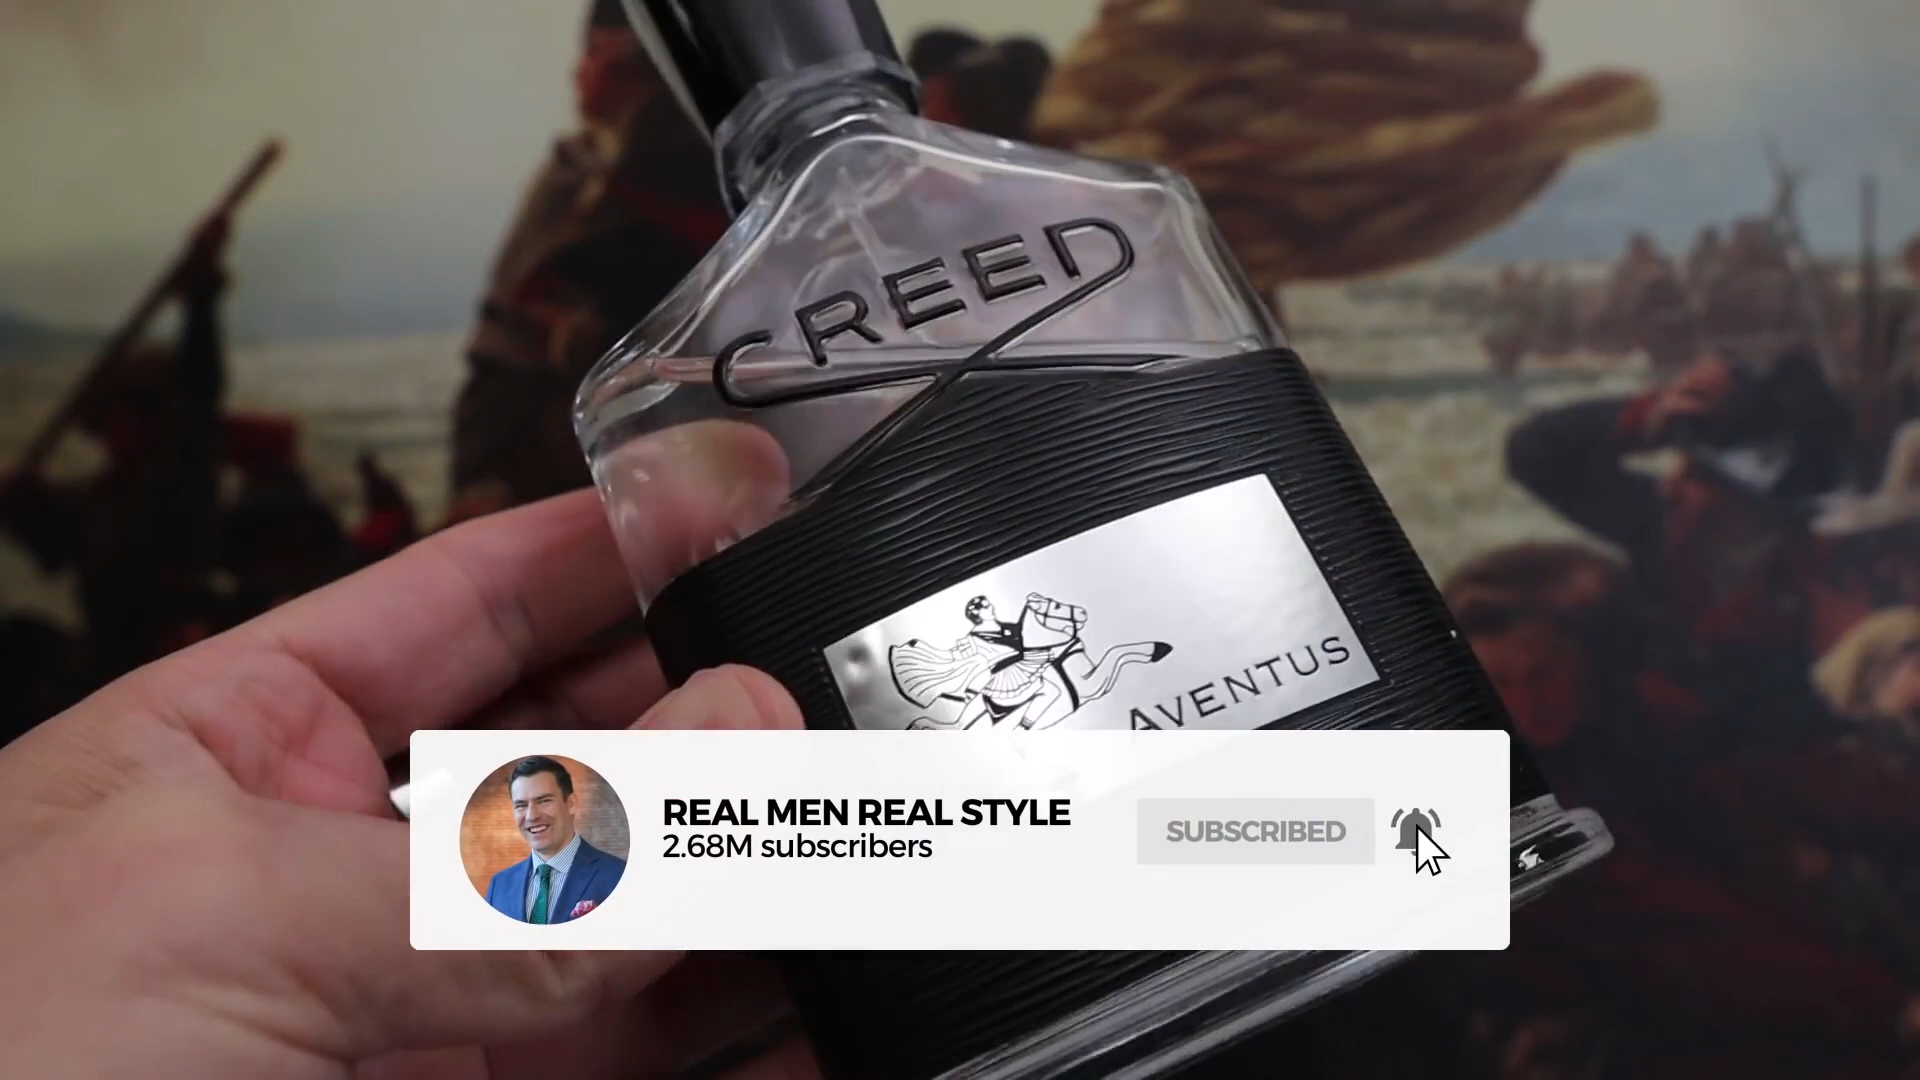 CREED
AVENTUS
REAL MEN REAL STYLE
2.68M subscribers
SUBSCRIBED